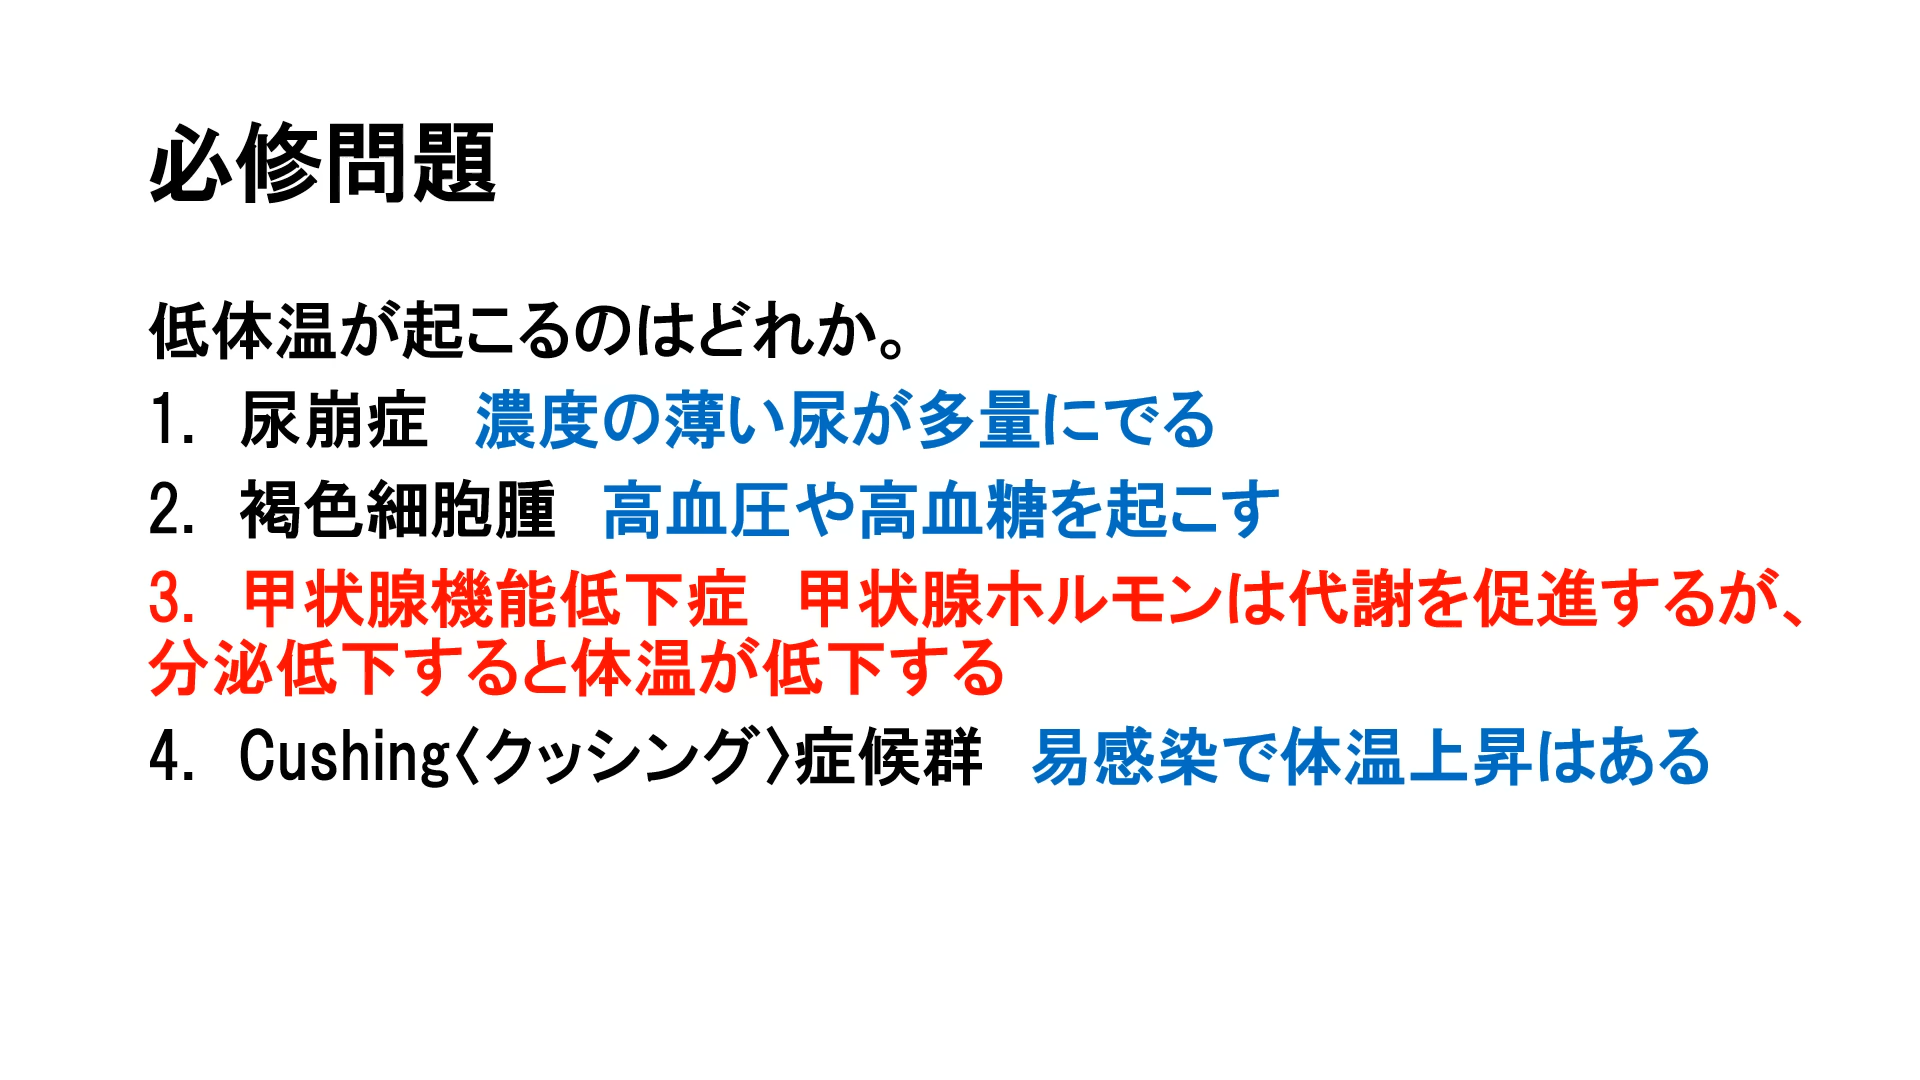 必修問題
低体温が起こるのはどれか。
1. 尿崩症　濃度の薄い尿が多量にでる
2. 褐色細胞腫　高血圧や高血糖を起こす
3. 甲状腺機能低下症　甲状腺ホルモンは代謝を促進するが、
分泌低下すると体温が低下する
4. Cushing〈クッシング〉症候群　易感染で体温上昇はある